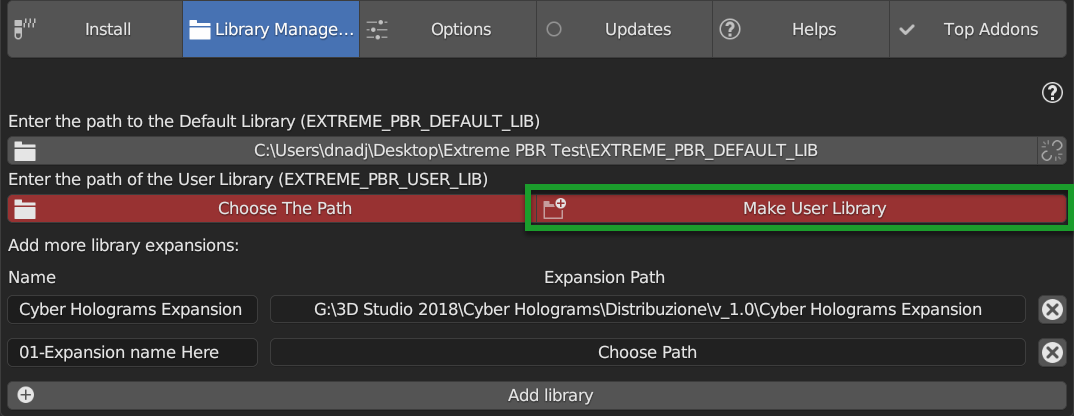 Install Library Manage... Options Updates Helps Top Addons
Enter the path to the Default Library (EXTREME_PBR_DEFAULT_LIB)
C:\Users\dnadj\Desktop\Extreme PBR Test\EXTREME_PBR_DEFAULT_LIB
Enter the path of the User Library (EXTREME_PBR_USER_LIB)
Choose The Path Make User Library
Add more library expansions:
Name Expansion Path
Cyber Holograms Expansion G:\3D Studio 2018\Cyber Holograms\Distribuzione\v_1.0\Cyber Holograms Expansion
01-Expansion name Here Choose Path
Add library